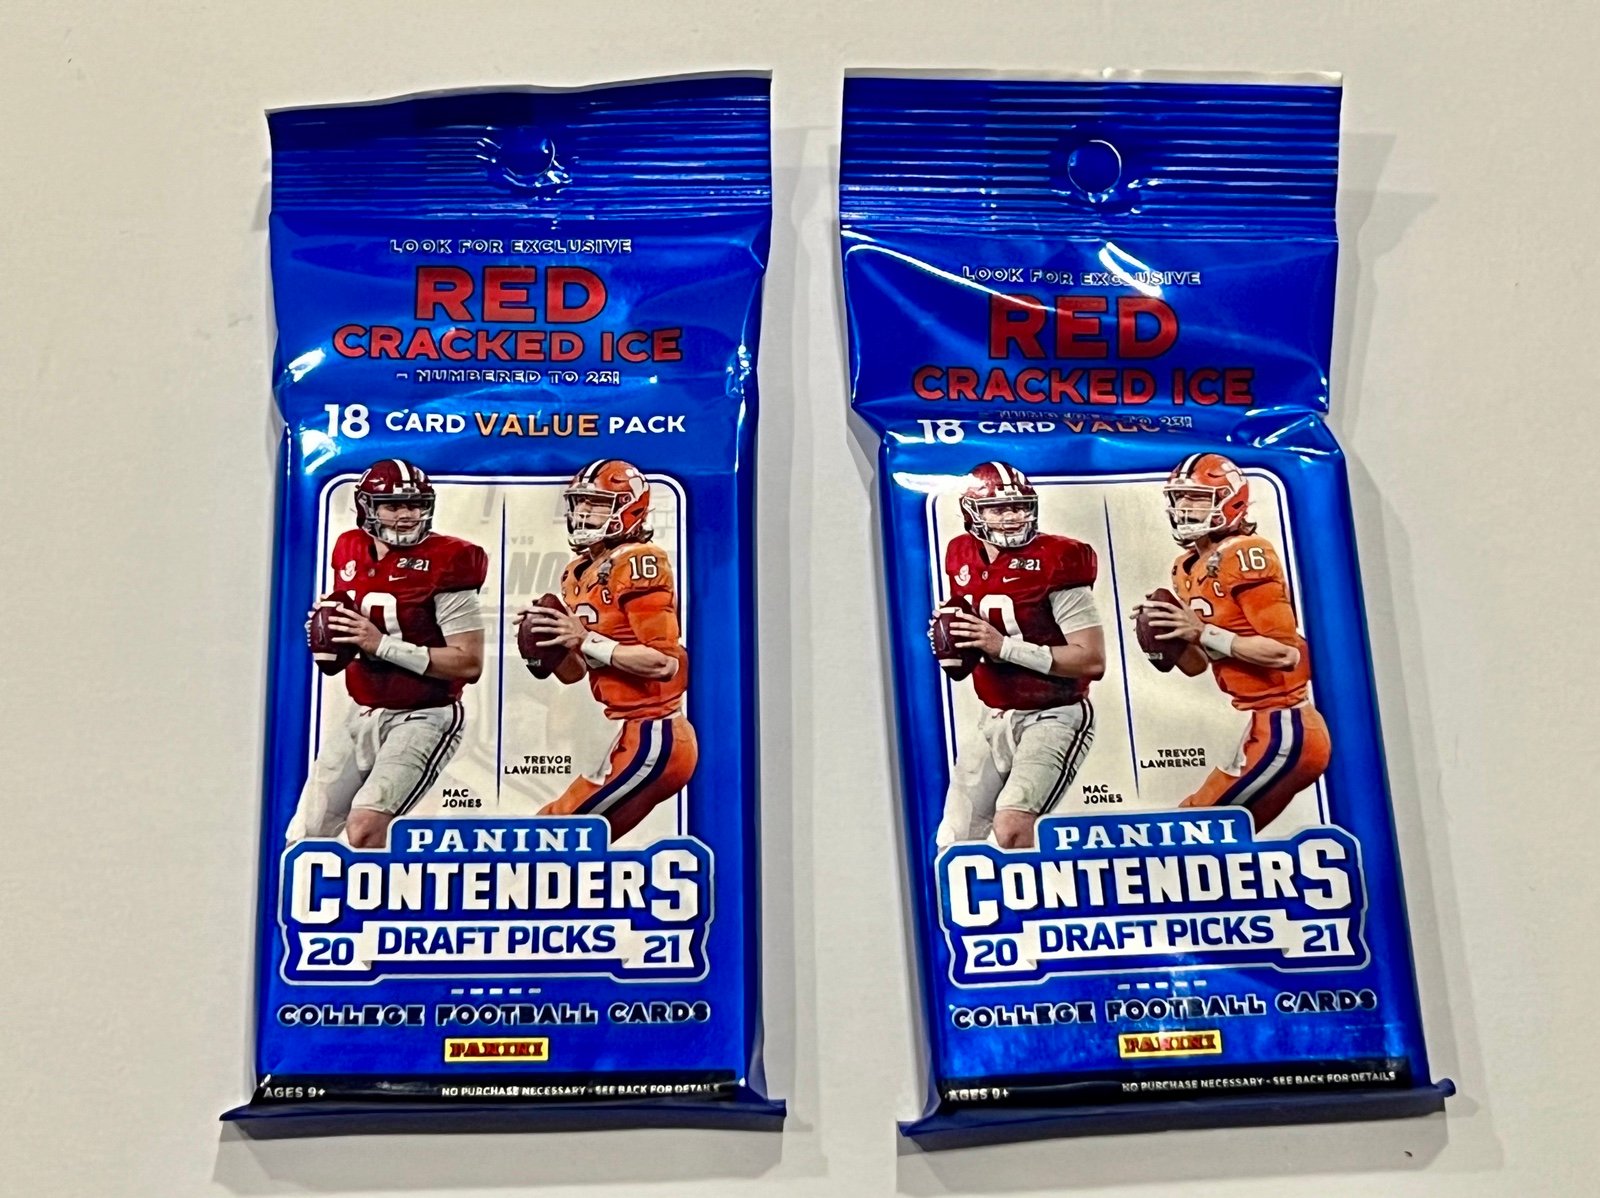 LOOK FOR EXCLUSIVE
RED
CRACKED ICE
- NUMBERED TO 23!
18 CARD VALUE PACK
2021
16
C
TREVOR
LAWRENCE
MAC
JONES
PANINI
CONTENDERS
20 DRAFT PICKS 21
COLLEGE FOOTBALL CARDS
PANINI
AGES 9+
NO PURCHASE NECESSARY - SEE BACK FOR DETAILS
LOOK FOR EXCLUSIVE
RED
CRACKED ICE
TO 23!
18 CARD VALUE
2021
16
TREVOR
LAWRENCE
MAC
JONES
PANINI
CONTENDERS
20 DRAFT PICKS 21
COLLEGE FOOTBALL CARDS
PANINI
AGES 9+
NO PURCHASE NECESSARY - SEE BACK FOR DETAILS